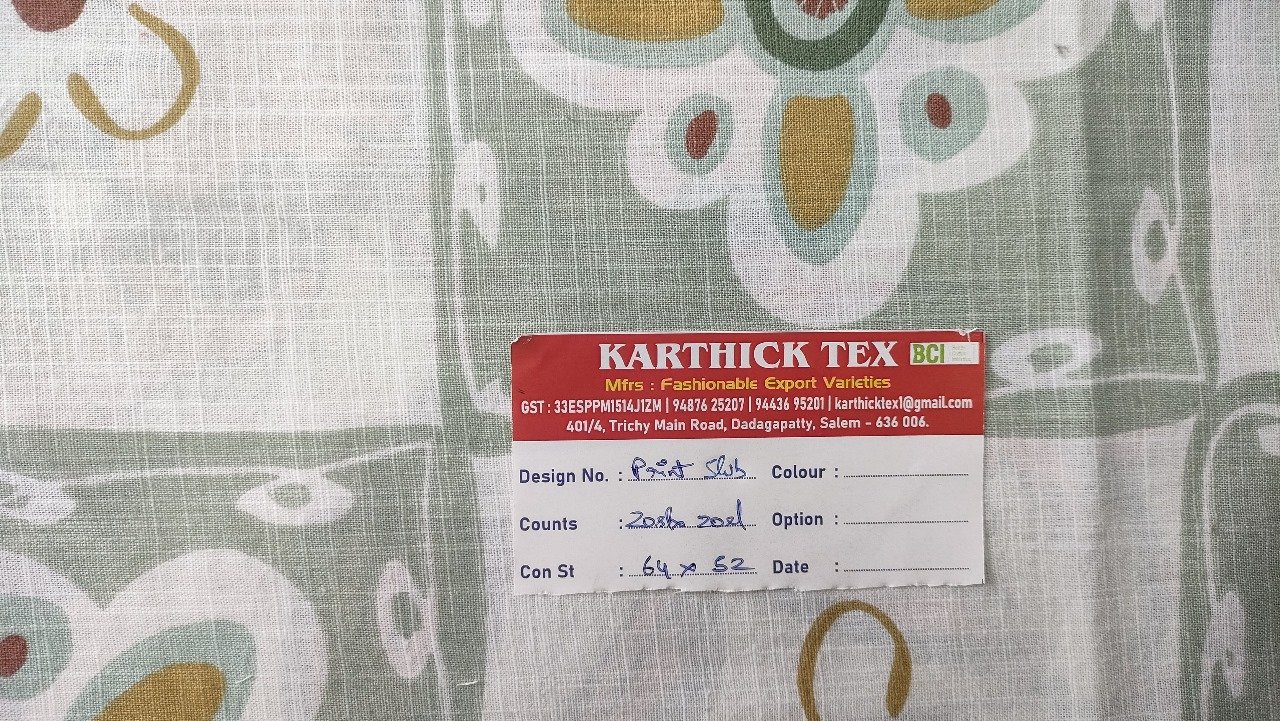 KARTHICK TEX BCI
Mfrs : Fashionable Export Varieties
GST : 33ESPPM1514J1ZM | 94876 25207 | 94436 95201 | karthicktex1@gmail.com
401/4, Trichy Main Road, Dadagapatty, Salem - 636 006.
Design No. : Print Slub Colour :
Counts : Option :
Con St : 64 x 52 Date :